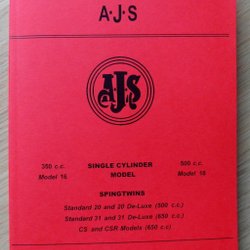 A·J·S
AJS
350 c.c. SINGLE CYLINDER 500 c.c.
Model 16 MODEL Model 18
SPINGTWINS
Standard 20 and 20 De-Luxe (500 c.c.)
Standard 31 and 31 De-Luxe (650 c.c.)
CS and CSR Models (650 c.c)